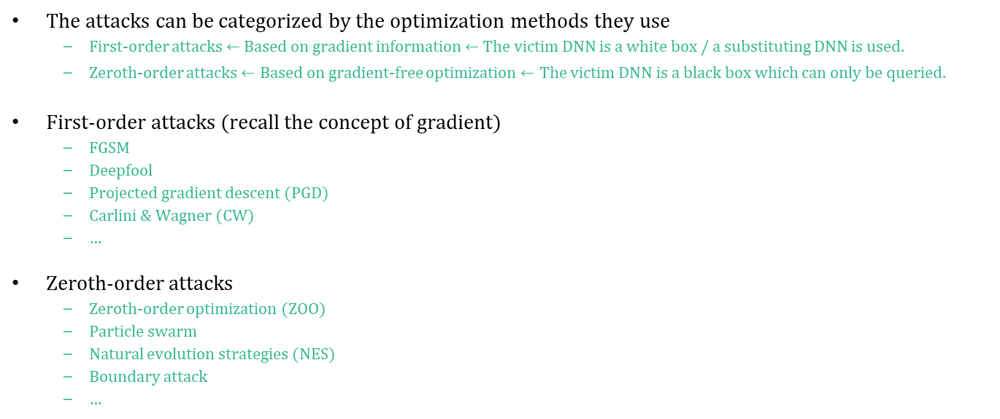 • The attacks can be categorized by the optimization methods they use
– First-order attacks ← Based on gradient information ← The victim DNN is a white box / a substituting DNN is used.
– Zeroth-order attacks ← Based on gradient-free optimization ← The victim DNN is a black box which can only be queried.
• First-order attacks (recall the concept of gradient)
– FGSM
– Deepfool
– Projected gradient descent (PGD)
– Carlini & Wagner (CW)
– ...
• Zeroth-order attacks
– Zeroth-order optimization (ZOO)
– Particle swarm
– Natural evolution strategies (NES)
– Boundary attack
– ...